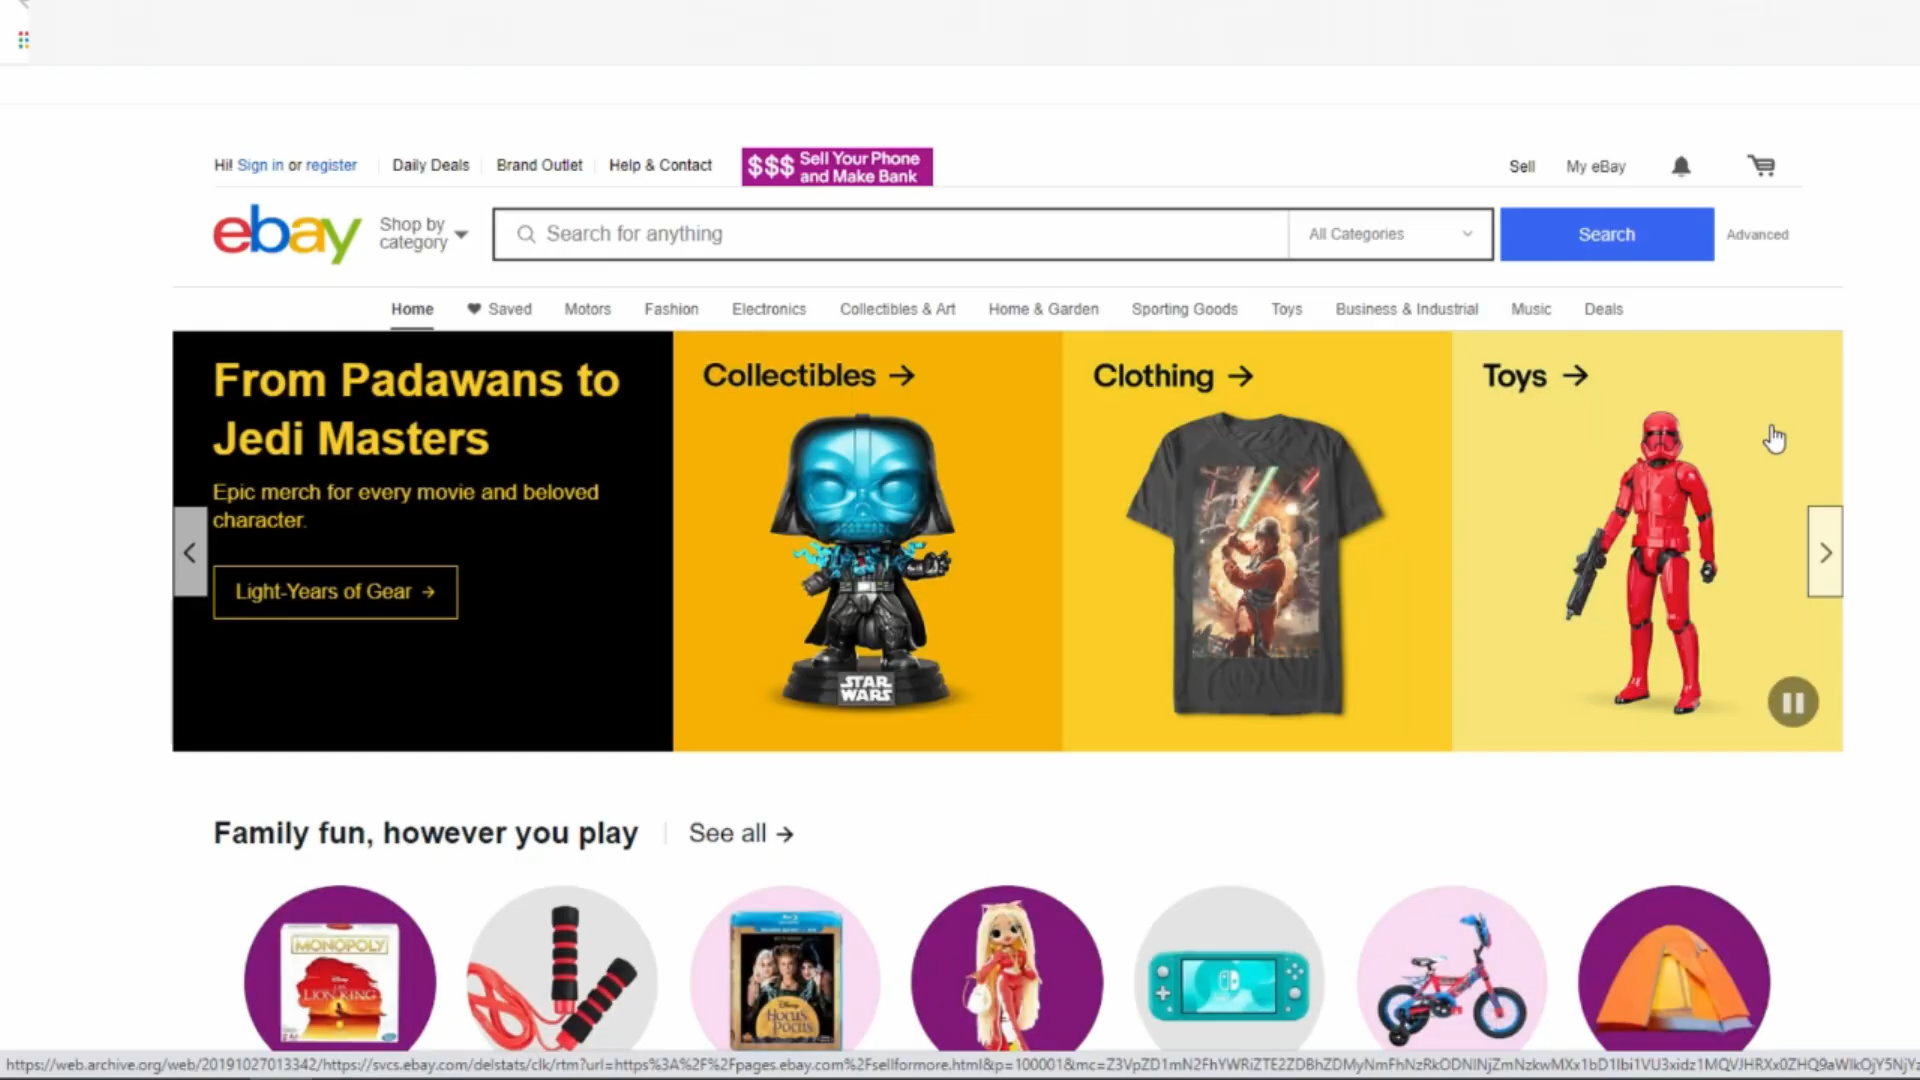 Hi! Sign in or register Daily Deals Brand Outlet Help & Contact $$$ Sell Your Phone and Make Bank Sell My eBay
ebay Shop by category Search for anything All Categories Search Advanced
Home Saved Motors Fashion Electronics Collectibles & Art Home & Garden Sporting Goods Toys Business & Industrial Music Deals
From Padawans to
Jedi Masters
Epic merch for every movie and beloved
character.
Light-Years of Gear →
Collectibles →
STAR
WARS
Clothing →
Toys →
Family fun, however you play See all →
MONOPOLY
Disney
LION KING
Disney
HOCUS
POCUS